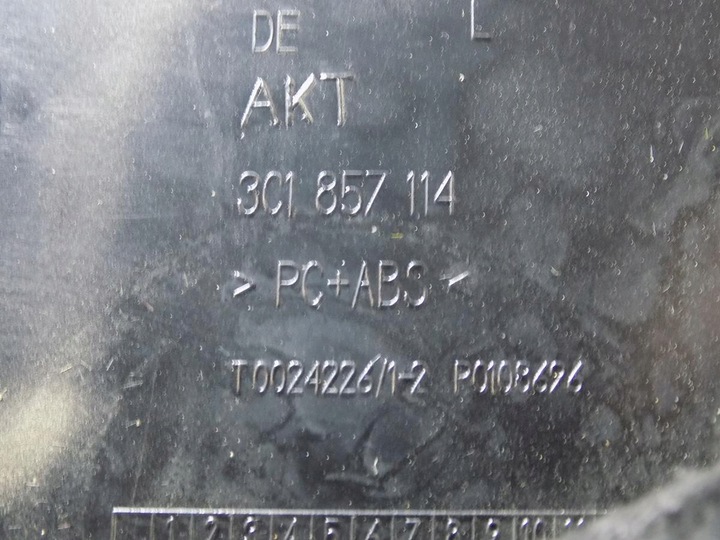 DE L
AKT
3C1 857 114
> PC+ABS <
T0024226/1-2 P0108696
1 2 3 4 5 6 7 8 9 10 11